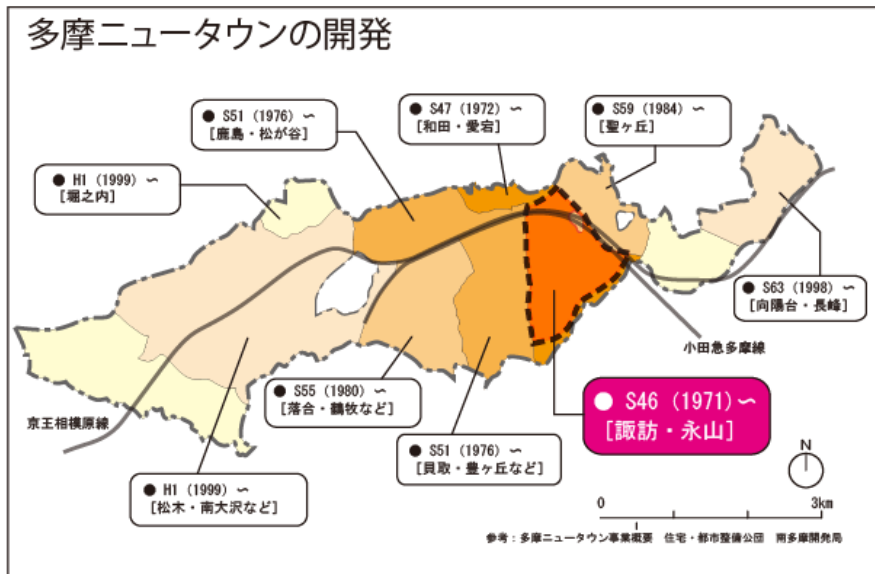 多摩ニュータウンの開発
● S51 (1976) ～
[鹿島・松が谷]
● S47 (1972) ～
[和田・愛宕]
● S59 (1984) ～
[聖ヶ丘]
● H1 (1999) ～
[堀之内]
● S63 (1998) ～
[向陽台・長峰]
小田急多摩線
● S55 (1980) ～
[落合・鶴牧など]
● S46 (1971) ～
[諏訪・永山]
京王相模原線
● S51 (1976) ～
[貝取・豊ヶ丘など]
● H1 (1999) ～
[松木・南大沢など]
N
0 3km
参考：多摩ニュータウン事業概要 住宅・都市整備公団 南多摩開発局